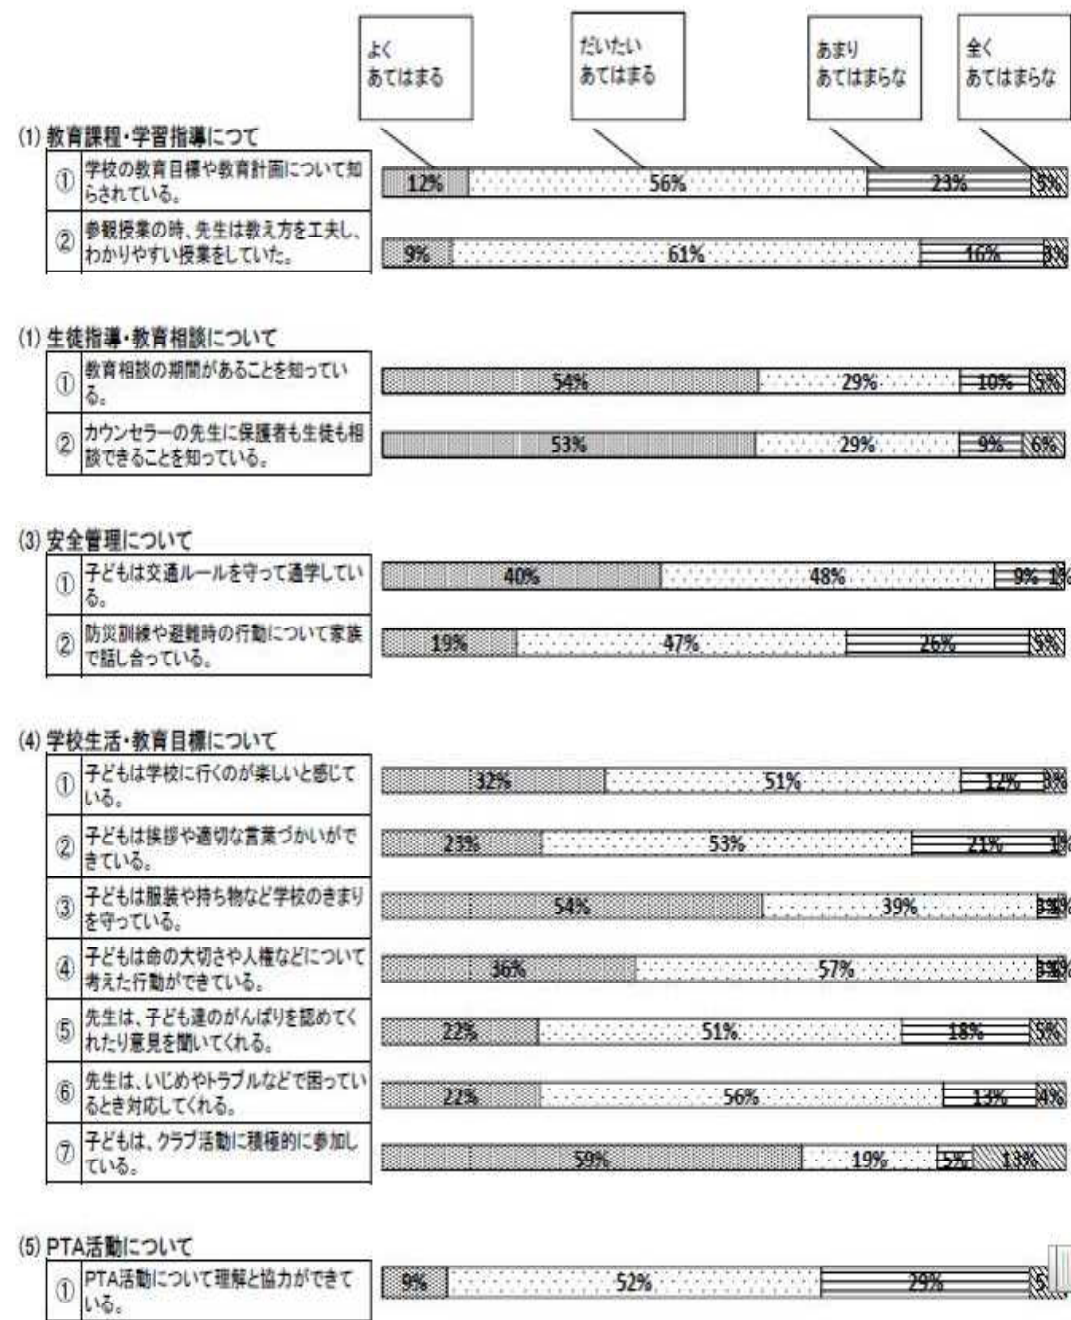 よく
あてはまる
だいたい
あてはまる
あまり
あてはまらな
全く
あてはまらな
(1) 教育課程・学習指導につて
① 学校の教育目標や教育計画について知
らされている。
12% 56% 23% 5%
② 参観授業の時、先生は教え方を工夫し、
わかりやすい授業をしていた。
9% 61% 16% 3%
(1) 生徒指導・教育相談について
① 教育相談の期間があることを知ってい
る。
54% 29% 10% 5%
② カウンセラーの先生に保護者も生徒も相
談できることを知っている。
53% 29% 9% 6%
(3) 安全管理について
① 子どもは交通ルールを守って通学してい
る。
40% 48% 9% 1%
② 防災訓練や避難時の行動について家族
で話し合っている。
19% 47% 26% 5%
(4) 学校生活・教育目標について
① 子どもは学校に行くのが楽しいと感じて
いる。
32% 51% 12% 3%
② 子どもは挨拶や適切な言葉づかいがで
きている。
23% 53% 21% 1%
③ 子どもは服装や持ち物など学校のきまり
を守っている。
54% 39%
④ 子どもは命の大切さや人権などについて
考えた行動ができている。
36% 57%
⑤ 先生は、子ども達のがんばりを認めてく
れたり意見を聞いてくれる。
22% 51% 18% 5%
⑥ 先生は、いじめやトラブルなどで困ってい
るとき対応してくれる。
22% 56% 13% 4%
⑦ 子どもは、クラブ活動に積極的に参加し
ている。
59% 19% 5% 13%
(5) PTA活動について
① PTA活動について理解と協力ができて
いる。
9% 52% 29% 5